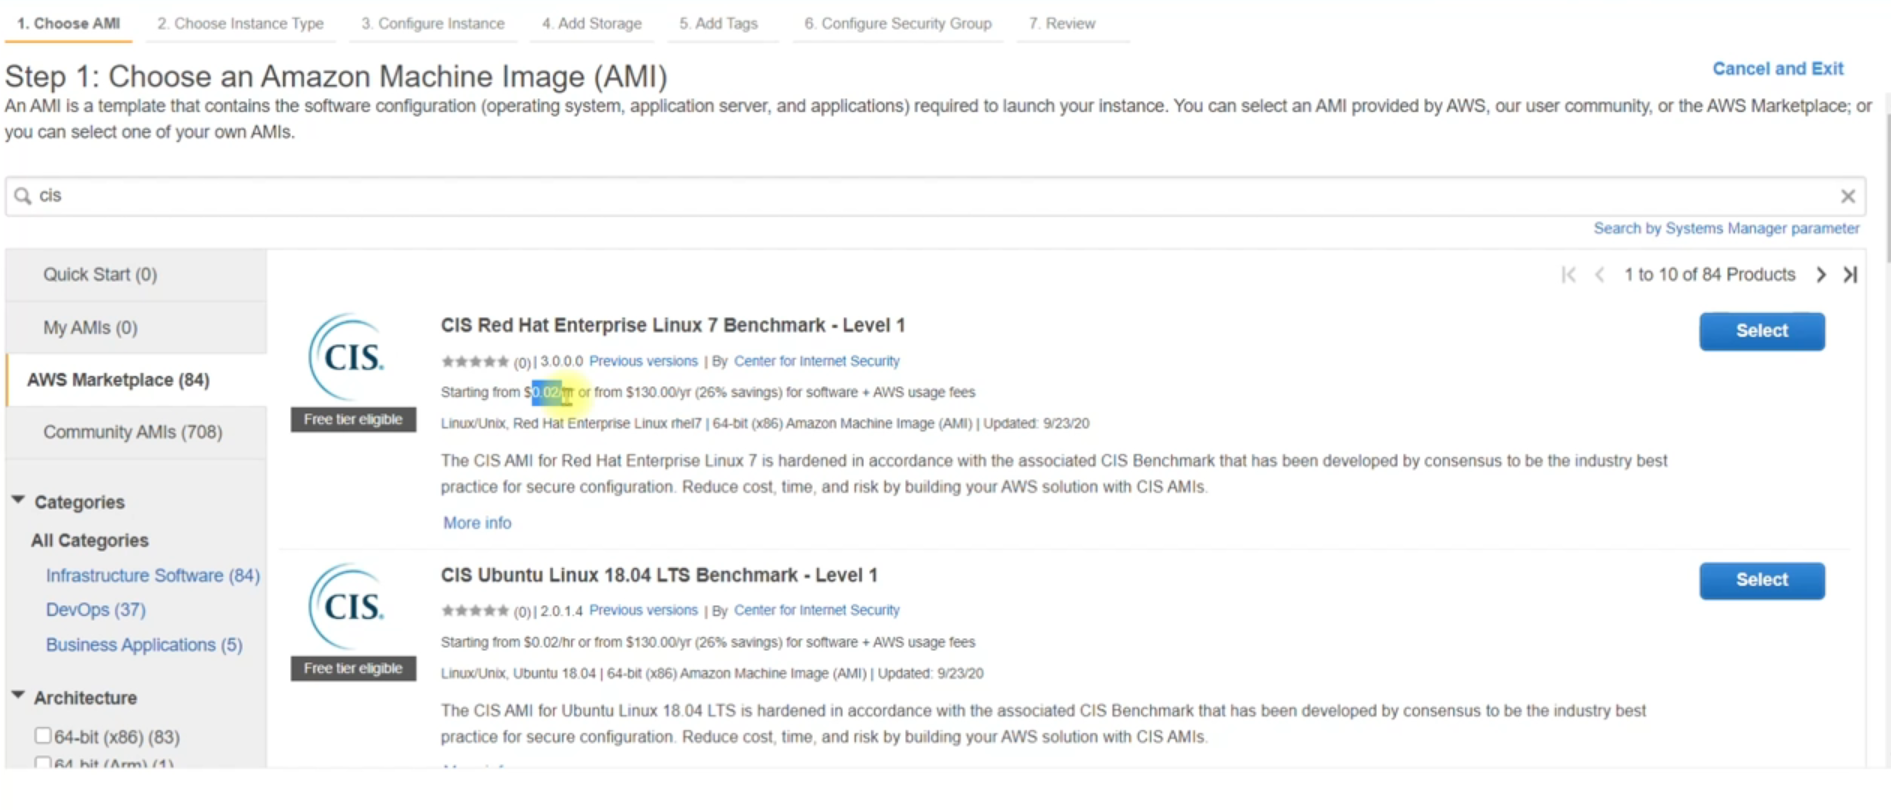 1. Choose AMI 2. Choose Instance Type 3. Configure Instance 4. Add Storage 5. Add Tags 6. Configure Security Group 7. Review
Step 1: Choose an Amazon Machine Image (AMI)
Cancel and Exit
An AMI is a template that contains the software configuration (operating system, application server, and applications) required to launch your instance. You can select an AMI provided by AWS, our user community, or the AWS Marketplace; or
you can select one of your own AMIs.
cis
Search by Systems Manager parameter
Quick Start (0)
My AMIs (0)
AWS Marketplace (84)
Community AMIs (708)
Categories
All Categories
Infrastructure Software (84)
DevOps (37)
Business Applications (5)
Architecture
64-bit (x86) (83)
64-bit (Arm) (1)
1 to 10 of 84 Products
CIS.
Free tier eligible
CIS Red Hat Enterprise Linux 7 Benchmark - Level 1
Select
(0) | 3.0.0.0 Previous versions | By Center for Internet Security
Starting from $0.02/hr or from $130.00/yr (26% savings) for software + AWS usage fees
Linux/Unix, Red Hat Enterprise Linux rhel7 | 64-bit (x86) Amazon Machine Image (AMI) | Updated: 9/23/20
The CIS AMI for Red Hat Enterprise Linux 7 is hardened in accordance with the associated CIS Benchmark that has been developed by consensus to be the industry best
practice for secure configuration. Reduce cost, time, and risk by building your AWS solution with CIS AMIs.
More info
CIS.
Free tier eligible
CIS Ubuntu Linux 18.04 LTS Benchmark - Level 1
Select
(0) | 2.0.1.4 Previous versions | By Center for Internet Security
Starting from $0.02/hr or from $130.00/yr (26% savings) for software + AWS usage fees
Linux/Unix, Ubuntu 18.04 | 64-bit (x86) Amazon Machine Image (AMI) | Updated: 9/23/20
The CIS AMI for Ubuntu Linux 18.04 LTS is hardened in accordance with the associated CIS Benchmark that has been developed by consensus to be the industry best
practice for secure configuration. Reduce cost, time, and risk by building your AWS solution with CIS AMIs.